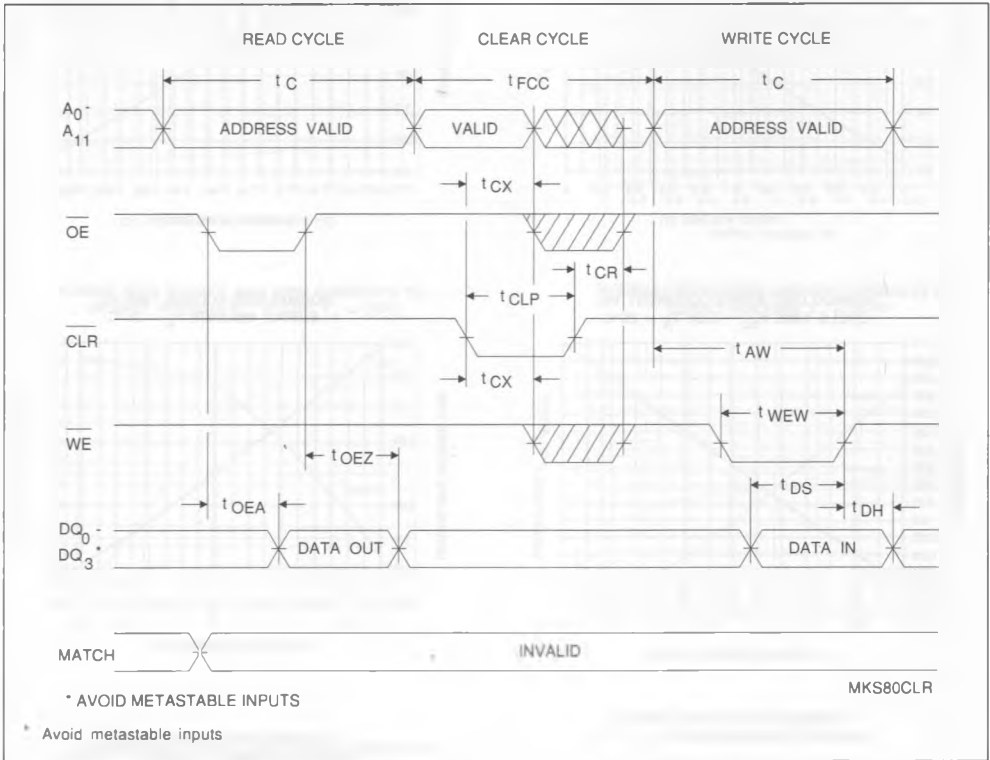 READ CYCLE CLEAR CYCLE WRITE CYCLE
t C t FCC t C
A0 -
A11
ADDRESS VALID VALID ADDRESS VALID
t CX
OE
t CR
t CLP
CLR
t AW
t CX
t WEW
WE
t OEZ
t DS
t OEA
t DH
DQ0 -
DQ3 *
DATA OUT DATA IN
MATCH INVALID
MKS80CLR
* AVOID METASTABLE INPUTS
* Avoid metastable inputs